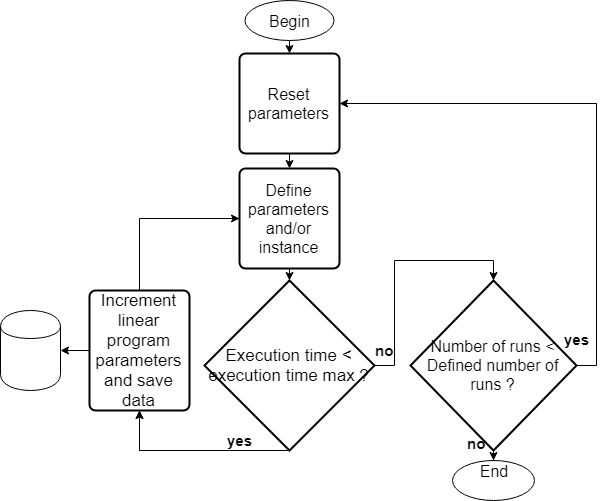 Begin
Reset
parameters
Define
parameters
and/or
instance
Increment
linear
program
parameters
and save
data
Execution time <
execution time max ?
yes
no
Number of runs <
Defined number of
runs ?
yes
no
End